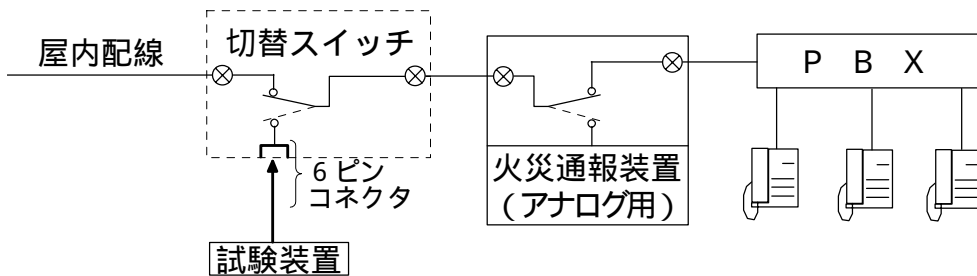 屋内配線
切替スイッチ
6ピン
コネクタ
試験装置
火災通報装置
(アナログ用)
P B X